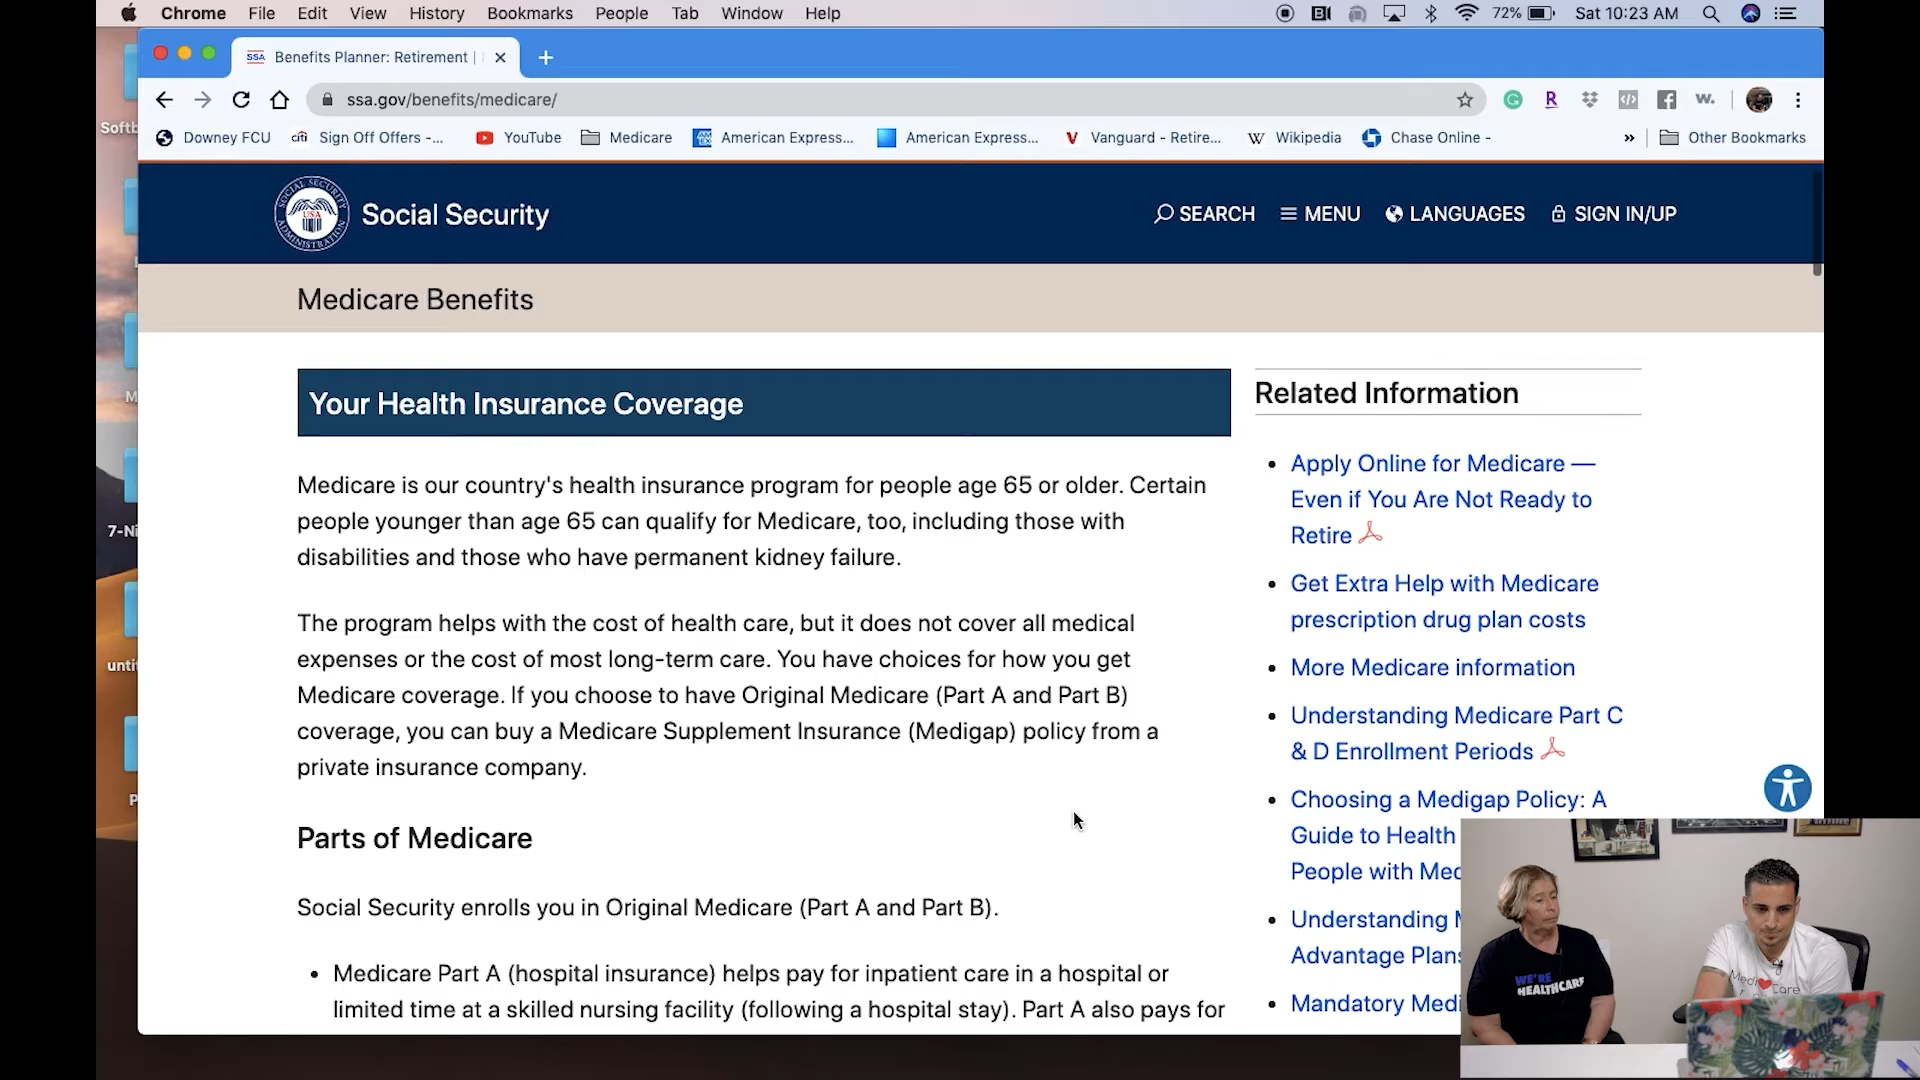 Chrome File Edit View History Bookmarks People Tab Window Help
72% Sat 10:23 AM
SSA Benefits Planner: Retirement |
ssa.gov/benefits/medicare/
Downey FCU citi Sign Off Offers -... YouTube Medicare American Express... American Express... Vanguard - Retire... Wikipedia Chase Online - » Other Bookmarks
Social Security
SEARCH MENU LANGUAGES SIGN IN/UP
Medicare Benefits
Your Health Insurance Coverage
Medicare is our country's health insurance program for people age 65 or older. Certain
people younger than age 65 can qualify for Medicare, too, including those with
disabilities and those who have permanent kidney failure.
The program helps with the cost of health care, but it does not cover all medical
expenses or the cost of most long-term care. You have choices for how you get
Medicare coverage. If you choose to have Original Medicare (Part A and Part B)
coverage, you can buy a Medicare Supplement Insurance (Medigap) policy from a
private insurance company.
Parts of Medicare
Social Security enrolls you in Original Medicare (Part A and Part B).
• Medicare Part A (hospital insurance) helps pay for inpatient care in a hospital or
limited time at a skilled nursing facility (following a hospital stay). Part A also pays for
Related Information
• Apply Online for Medicare —
Even if You Are Not Ready to
Retire
• Get Extra Help with Medicare
prescription drug plan costs
• More Medicare information
• Understanding Medicare Part C
& D Enrollment Periods
• Choosing a Medigap Policy: A
Guide to Health
People with Med
• Understanding M
Advantage Plans
• Mandatory Medi
WE'RE
HEALTHCARE
Medi Care
Softb
7-Ni
untit